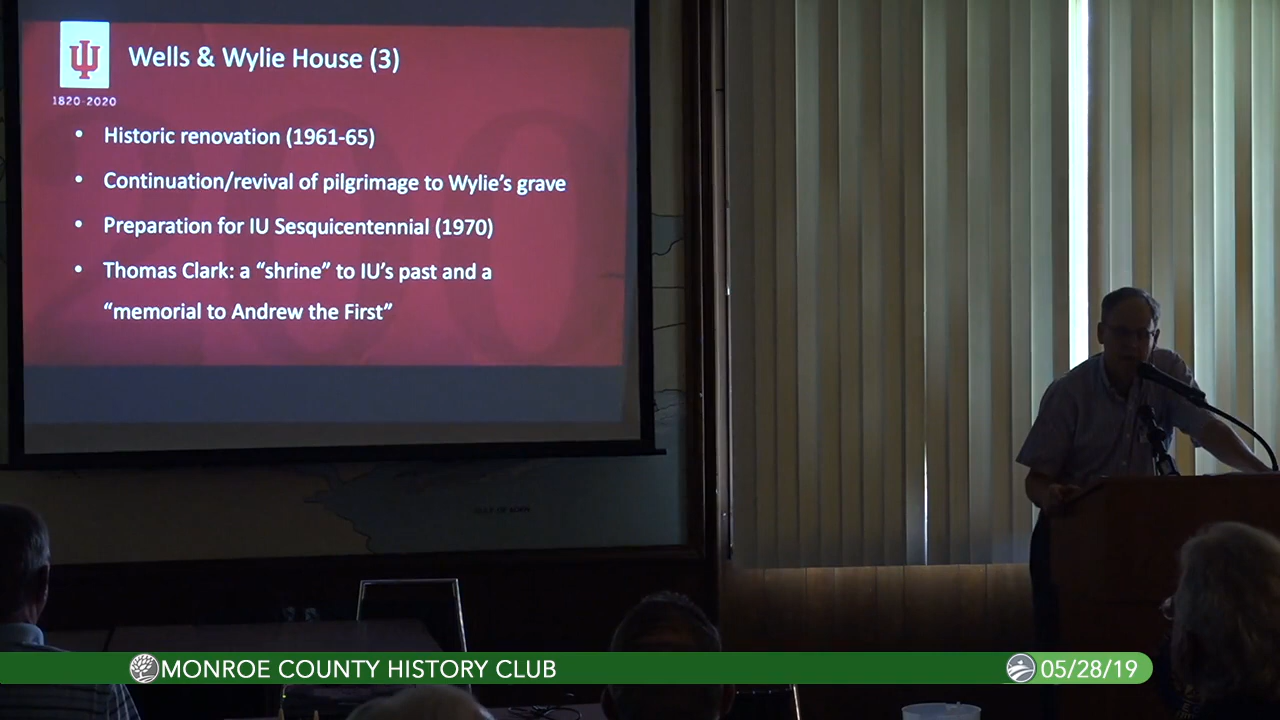 Wells & Wylie House (3)
1820-2020
• Historic renovation (1961-65)
• Continuation/revival of pilgrimage to Wylie's grave
• Preparation for IU Sesquicentennial (1970)
• Thomas Clark: a “shrine” to IU's past and a
“memorial to Andrew the First”
MONROE COUNTY HISTORY CLUB
05/28/19